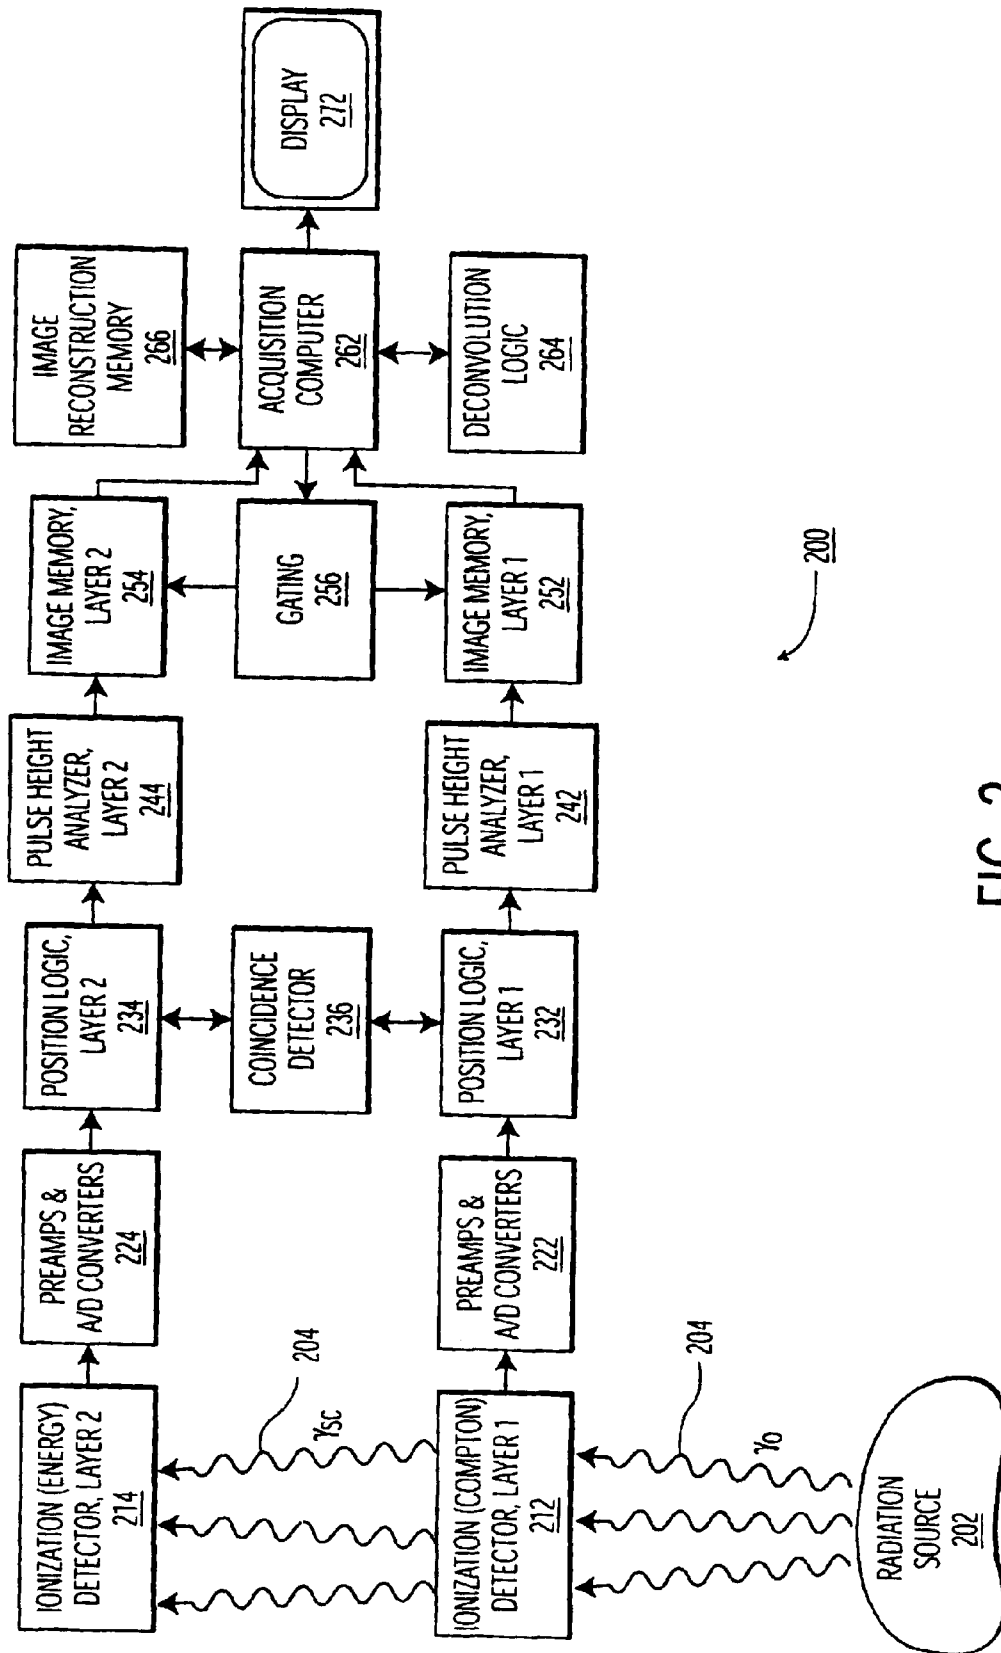 IONIZATION (ENERGY)
DETECTOR, LAYER 2
214
PREAMPS &
A/D CONVERTERS
224
POSITION LOGIC,
LAYER 2
234
PULSE HEIGHT
ANALYZER,
LAYER 2
244
IMAGE MEMORY,
LAYER 2
254
IMAGE
RECONSTRUCTION
MEMORY
266
204
γSC
COINCIDENCE
DETECTOR
236
GATING
256
ACQUISITION
COMPUTER
262
DISPLAY
272
IONIZATION (COMPTON)
DETECTOR, LAYER 1
212
PREAMPS &
A/D CONVERTERS
222
POSITION LOGIC,
LAYER 1
232
PULSE HEIGHT
ANALYZER,
LAYER 1
242
IMAGE MEMORY,
LAYER 1
252
DECONVOLUTION
LOGIC
264
204
γ0
200
RADIATION
SOURCE
202
FIG. 2